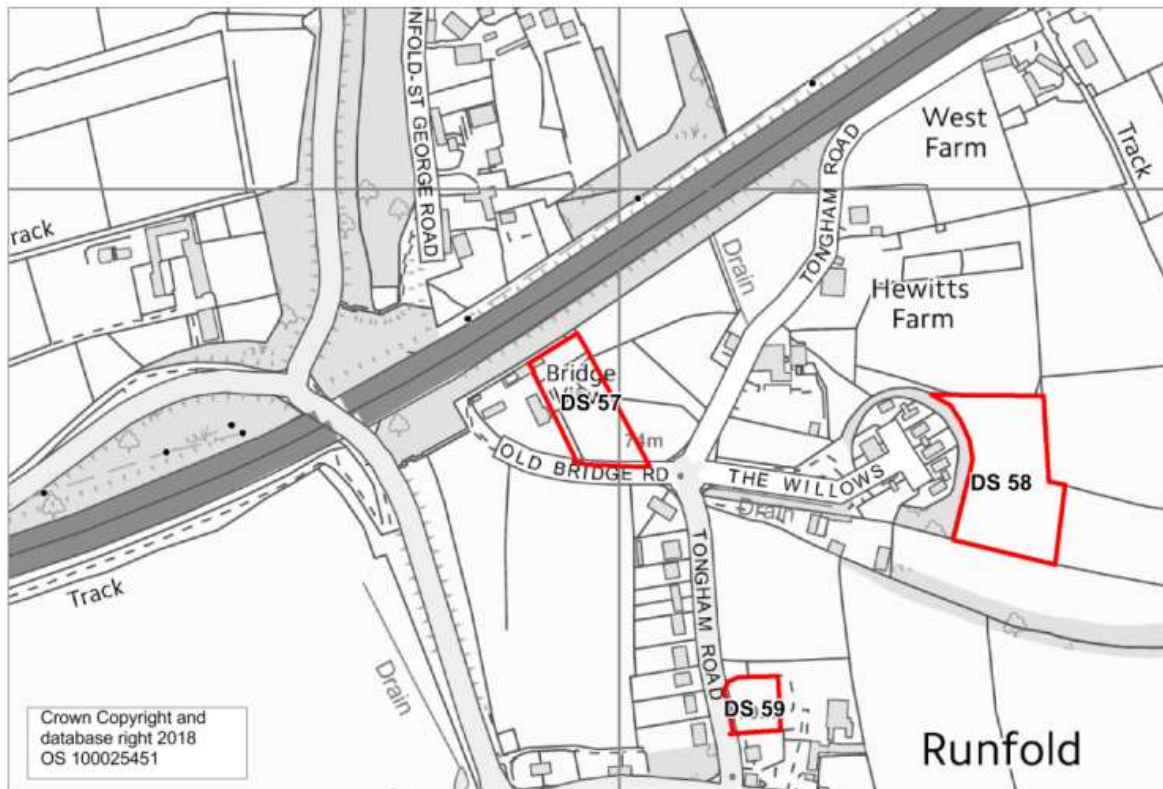 UNFOLD-ST GEORGE ROAD
West
Farm
Track
TONGHAM ROAD
rack
Drain
Hewitts
Farm
Bridge
DS 57
74m
OLD BRIDGE RD
THE WILLOWS
DS 58
Drain
Track
TONGHAM ROAD
Drain
DS 59
Runfold
Crown Copyright and
database right 2018
OS 100025451